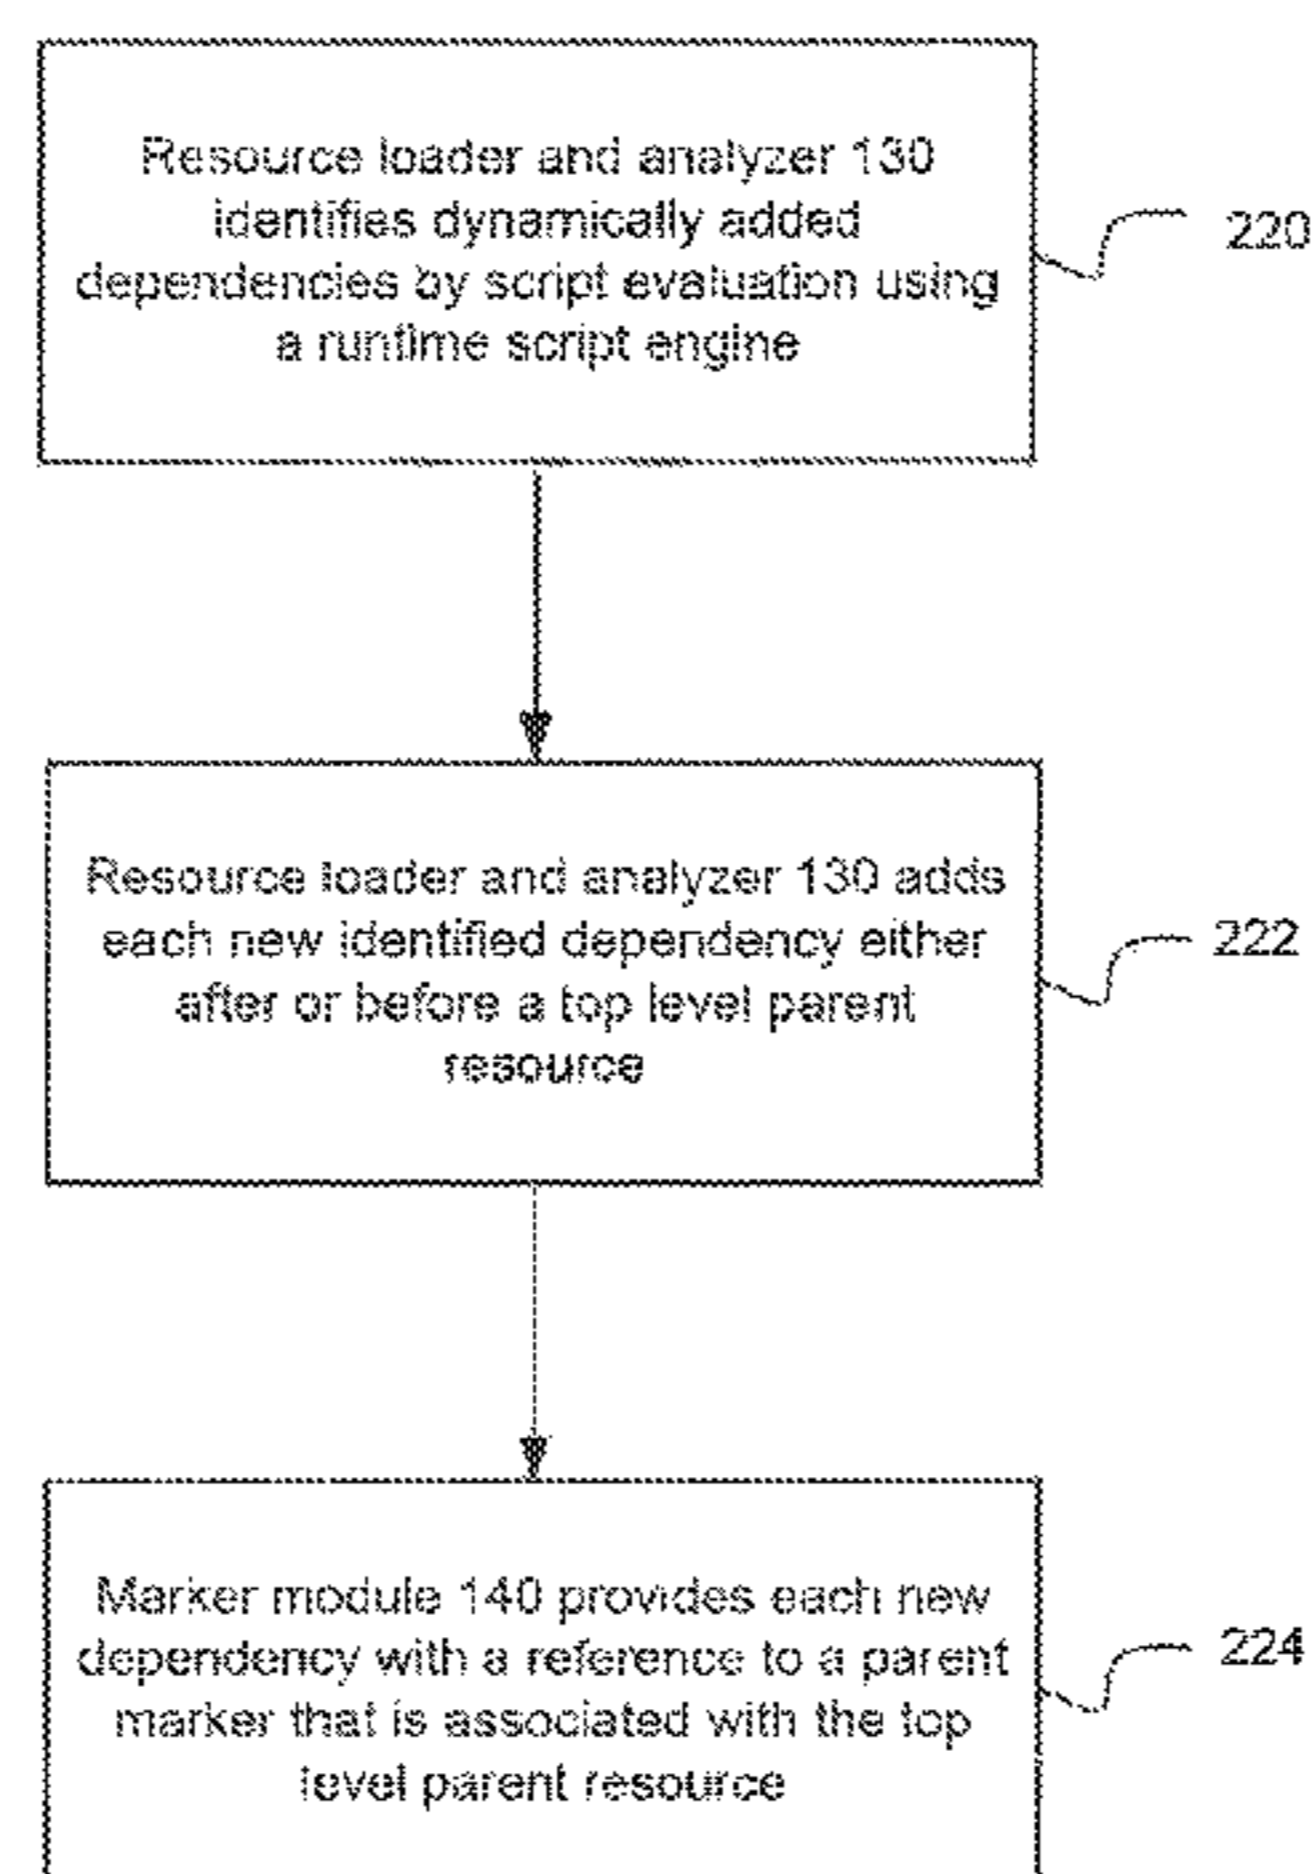 Resource loader and analyzer 130
identifies dynamically added
dependencies by script evaluation using
a runtime script engine
220
Resource loader and analyzer 130 adds
each new identified dependency either
after or before a top level parent
resource
222
Marker module 140 provides each new
dependency with a reference to a parent
marker that is associated with the top
level parent resource
224